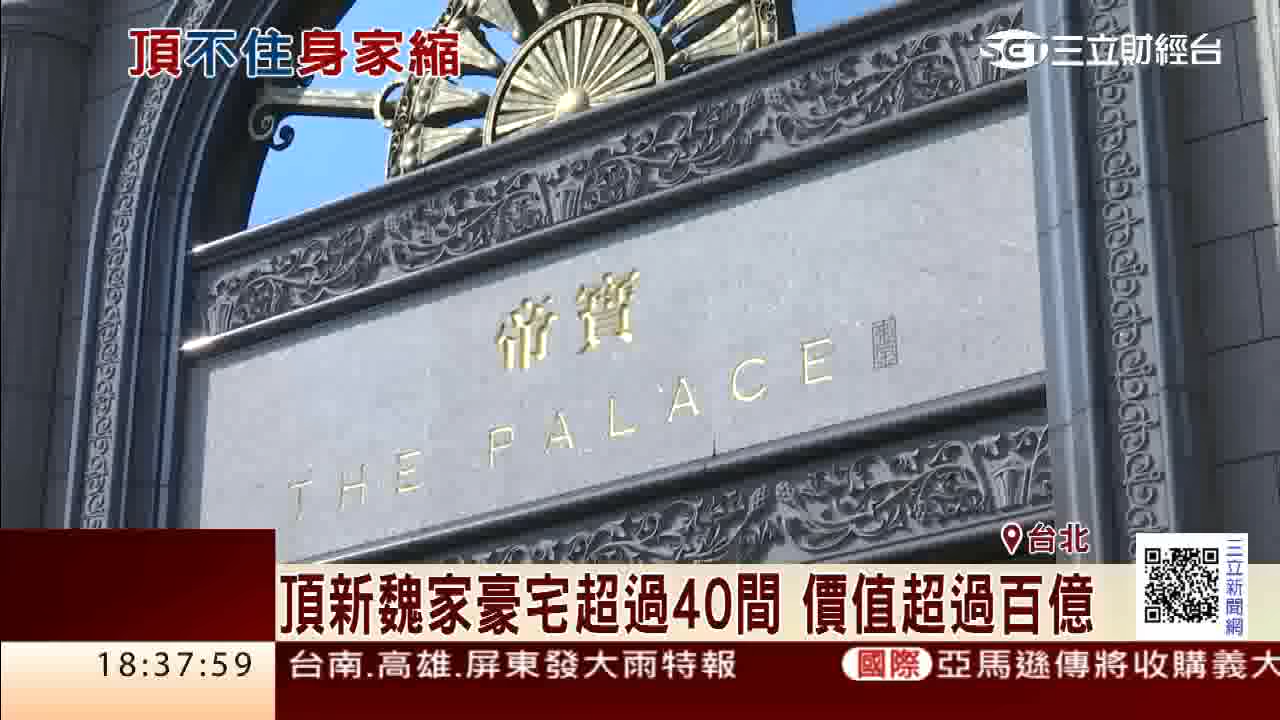 頂不住身家縮
三立財經台
帝寶
THE PALACE
台北
頂新魏家豪宅超過40間 價值超過百億
三立新聞網
18:37:59
台南.高雄.屏東發大雨特報
國際 亞馬遜傳將收購義大